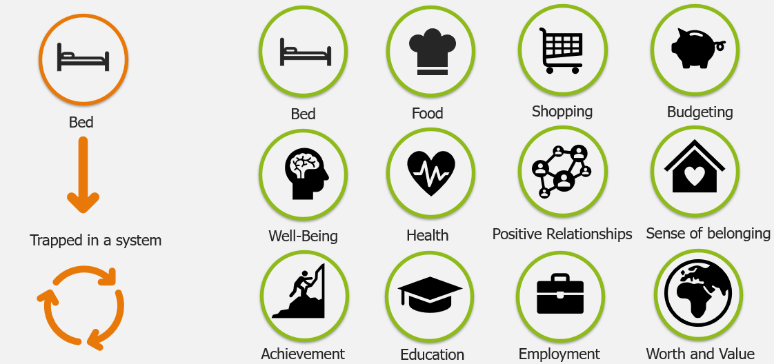 Bed
Trapped in a system
Bed
Food
Shopping
Budgeting
Well-Being
Health
Positive Relationships
Sense of belonging
Achievement
Education
Employment
Worth and Value